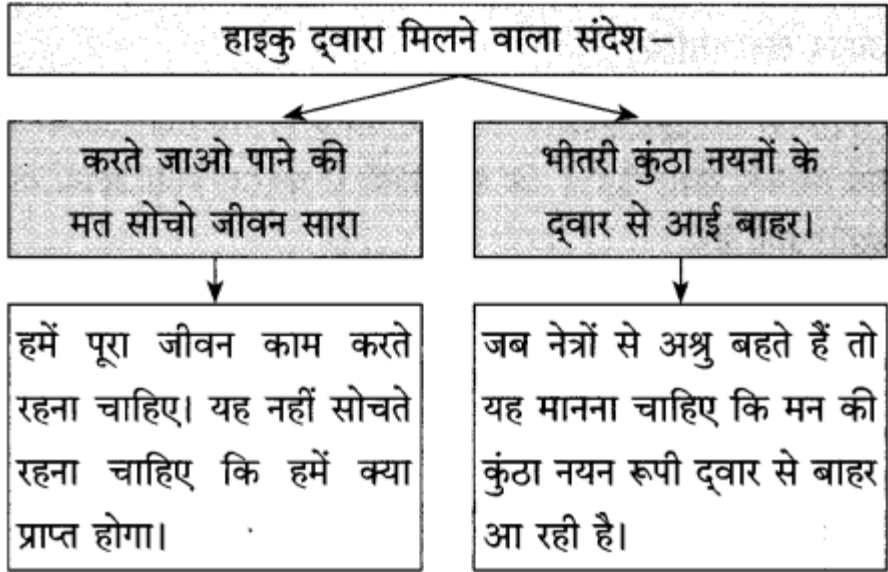 हाइकु द्‌वारा मिलने वाला संदेश –
करते जाओ पाने की
मत सोचो जीवन सारा
हमें पूरा जीवन काम करते
रहना चाहिए। यह नहीं सोचते
रहना चाहिए कि हमें क्या
प्राप्त होगा।
भीतरी कुंठा नयनों के
द्‌वार से आई बाहर।
जब नेत्रों से अश्रु बहते हैं तो
यह मानना चाहिए कि मन की
कुंठा नयन रूपी द्‌वार से बाहर
आ रही है।